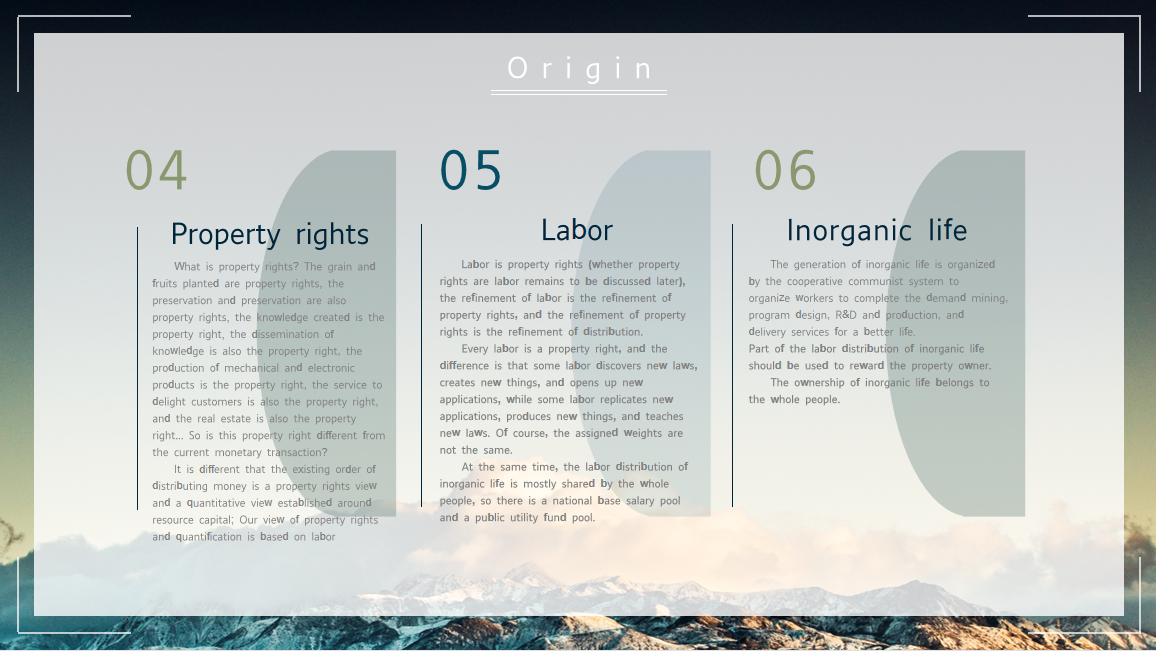 Origin
04
Property rights
What is property rights? The grain and
fruits planted are property rights, the
preservation and preservation are also
property rights, the knowledge created is the
property right, the dissemination of
knowledge is also the property right, the
production of mechanical and electronic
products is the property right, the service to
delight customers is also the property right,
and the real estate is also the property
right... So is this property right different from
the current monetary transaction?
It is different that the existing order of
distributing money is a property rights view
and a quantitative view established around
resource capital; Our view of property rights
and quantification is based on labor
05
Labor
Labor is property rights (whether property
rights are labor remains to be discussed later),
the refinement of labor is the refinement of
property rights, and the refinement of property
rights is the refinement of distribution.
Every labor is a property right, and the
difference is that some labor discovers new laws,
creates new things, and opens up new
applications, while some labor replicates new
applications, produces new things, and teaches
new laws. Of course, the assigned weights are
not the same.
At the same time, the labor distribution of
inorganic life is mostly shared by the whole
people, so there is a national base salary pool
and a public utility fund pool.
06
Inorganic life
The generation of inorganic life is organized
by the cooperative communist system to
organize workers to complete the demand mining,
program design, R&D and production, and
delivery services for a better life.
Part of the labor distribution of inorganic life
should be used to reward the property owner.
The ownership of inorganic life belongs to
the whole people.